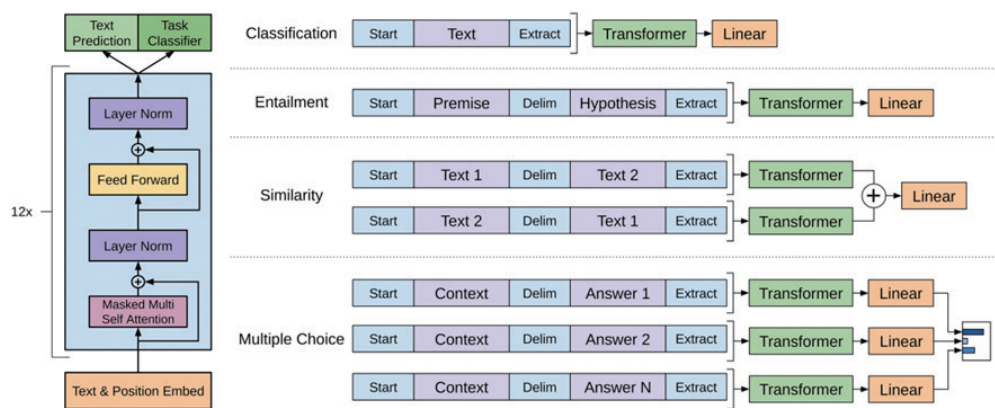 Text
Prediction
Task
Classifier
Layer Norm
Feed Forward
12x
Layer Norm
Masked Multi
Self Attention
Text & Position Embed
Classification
Start Text Extract Transformer Linear
Entailment
Start Premise Delim Hypothesis Extract Transformer Linear
Similarity
Start Text 1 Delim Text 2 Extract Transformer
Linear
Start Text 2 Delim Text 1 Extract Transformer
Multiple Choice
Start Context Delim Answer 1 Extract Transformer Linear
Start Context Delim Answer 2 Extract Transformer Linear
Start Context Delim Answer N Extract Transformer Linear